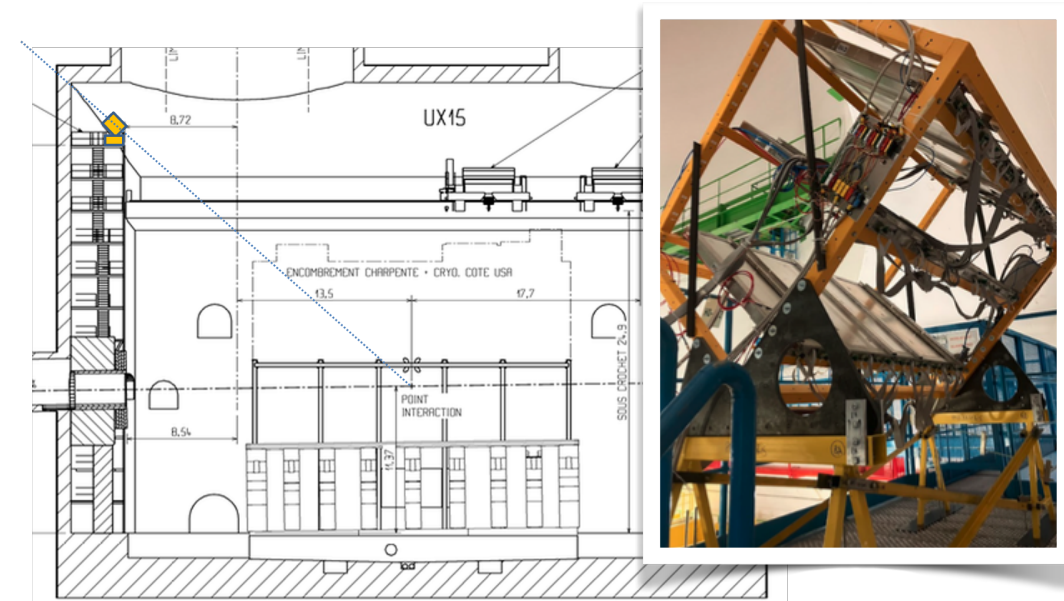 8,72
UX15
ENCOMBREMENT CHARPENTE + CRYO. COTE USA
13,5
17,7
SOUS CROCHET 24,9
POINT
INTERACTION
8,54
11,37